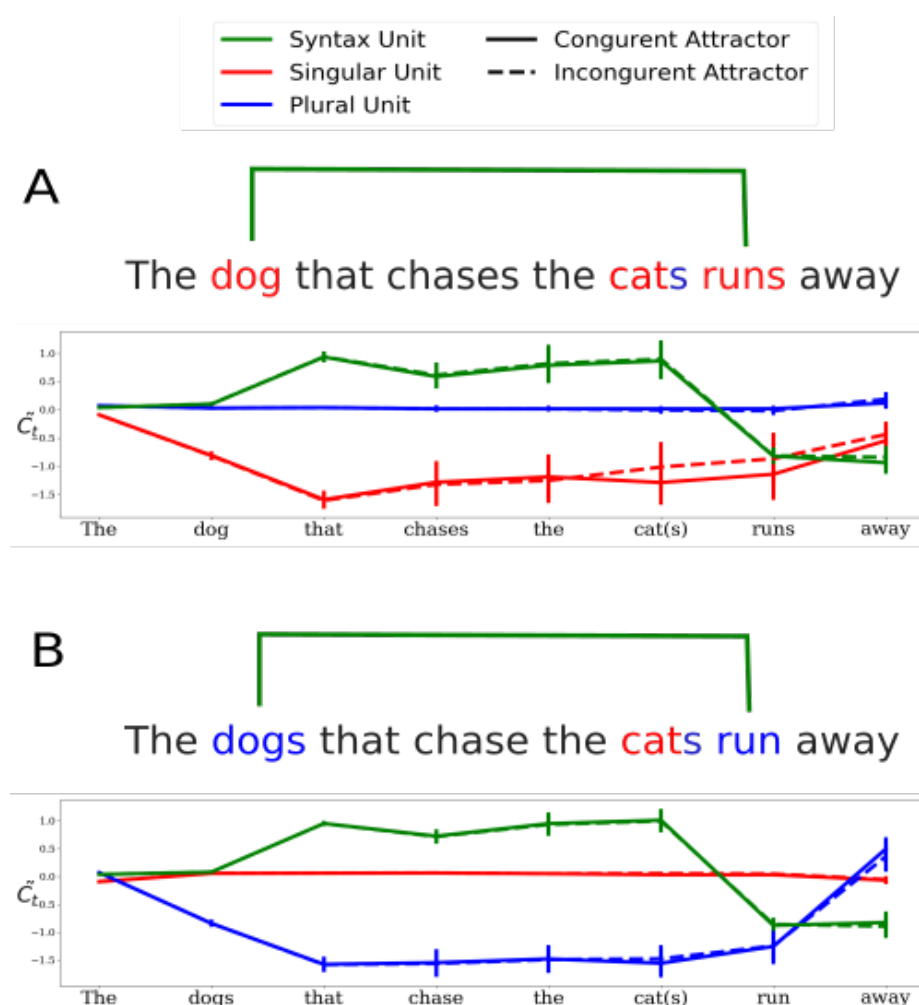 Syntax Unit Congurent Attractor
Singular Unit Incongurent Attractor
Plural Unit
A
The dog that chases the cats runs away
1.0
0.5
0.0
C̃t
−0.5
−1.0
−1.5
The dog that chases the cat(s) runs away
B
The dogs that chase the cats run away
1.0
0.5
0.0
C̃t
−0.5
−1.0
−1.5
The dogs that chase the cat(s) run away